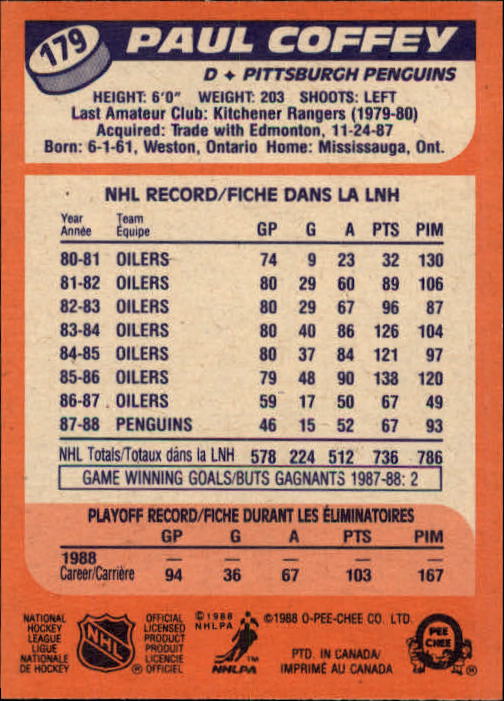 179
PAUL COFFEY
D ✦ PITTSBURGH PENGUINS
HEIGHT: 6'0" WEIGHT: 203 SHOOTS: LEFT
Last Amateur Club: Kitchener Rangers (1979-80)
Acquired: Trade with Edmonton, 11-24-87
Born: 6-1-61, Weston, Ontario Home: Mississauga, Ont.
NHL RECORD/FICHE DANS LA LNH
Year Team
Année Équipe GP G A PTS PIM
80-81 OILERS 74 9 23 32 130
81-82 OILERS 80 29 60 89 106
82-83 OILERS 80 29 67 96 87
83-84 OILERS 80 40 86 126 104
84-85 OILERS 80 37 84 121 97
85-86 OILERS 79 48 90 138 120
86-87 OILERS 59 17 50 67 49
87-88 PENGUINS 46 15 52 67 93
NHL Totals/Totaux dans la LNH 578 224 512 736 786
GAME WINNING GOALS/BUTS GAGNANTS 1987-88: 2
PLAYOFF RECORD/FICHE DURANT LES ÉLIMINATOIRES
GP G A PTS PIM
1988 — — — — —
Career/Carrière 94 36 67 103 167
NATIONAL
HOCKEY
LEAGUE
LIGUE
NATIONALE
DE HOCKEY
NHL
®
OFFICIAL
LICENSED
PRODUCT
PRODUIT
LICENCIE
OFFICIEL
©1988
NHLPA
™
NHLPA
©1988 O-PEE-CHEE CO. LTD.
PTD. IN CANADA/
IMPRIMÉ AU CANADA
O
PEE
CHEE
®